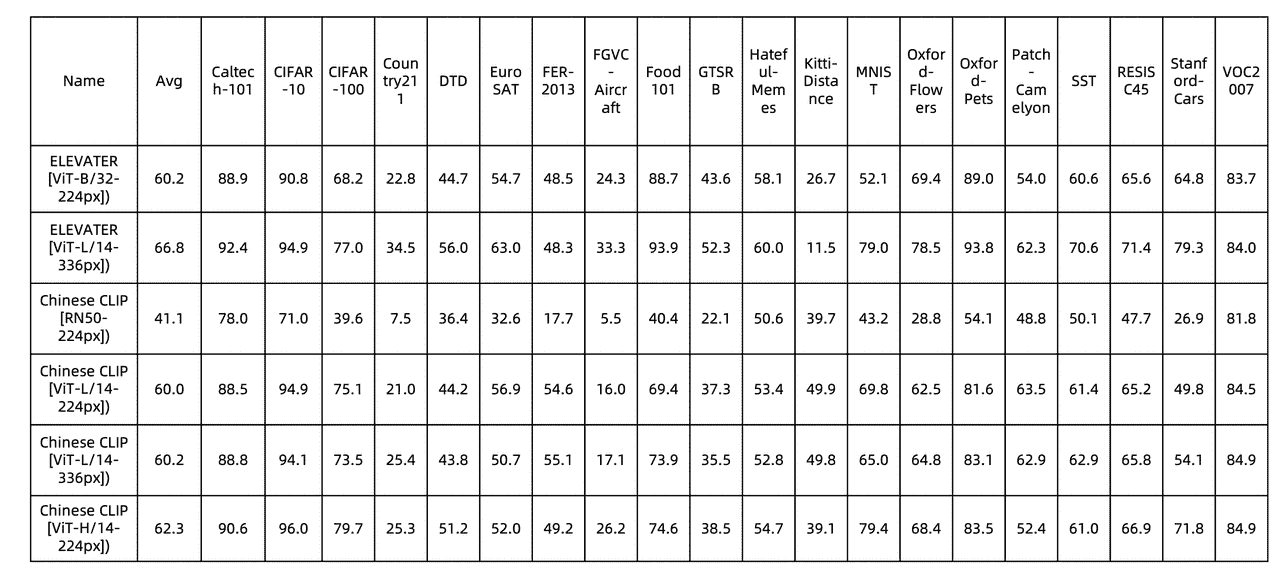 Name Avg Caltec h-101 CIFAR -10 CIFAR -100 Coun try21 1 DTD Euro SAT FER- 2013 FGVC - Aircr aft Food 101 GTSR B Hatef ul- Mem es Kitti- Dista nce MNIS T Oxfor d- Flow ers Oxfor d- Pets Patch - Cam elyon SST RESIS C45 Stanf ord- Cars VOC2 007
ELEVATER [ViT-B/32- 224px]) 60.2 88.9 90.8 68.2 22.8 44.7 54.7 48.5 24.3 88.7 43.6 58.1 26.7 52.1 69.4 89.0 54.0 60.6 65.6 64.8 83.7
ELEVATER [ViT-L/14- 336px]) 66.8 92.4 94.9 77.0 34.5 56.0 63.0 48.3 33.3 93.9 52.3 60.0 11.5 79.0 78.5 93.8 62.3 70.6 71.4 79.3 84.0
Chinese CLIP [RN50- 224px]) 41.1 78.0 71.0 39.6 7.5 36.4 32.6 17.7 5.5 40.4 22.1 50.6 39.7 43.2 28.8 54.1 48.8 50.1 47.7 26.9 81.8
Chinese CLIP [ViT-L/14- 224px]) 60.0 88.5 94.9 75.1 21.0 44.2 56.9 54.6 16.0 69.4 37.3 53.4 49.9 69.8 62.5 81.6 63.5 61.4 65.2 49.8 84.5
Chinese CLIP [ViT-L/14- 336px]) 60.2 88.8 94.1 73.5 25.4 43.8 50.7 55.1 17.1 73.9 35.5 52.8 49.8 65.0 64.8 83.1 62.9 62.9 65.8 54.1 84.9
Chinese CLIP [ViT-H/14- 224px]) 62.3 90.6 96.0 79.7 25.3 51.2 52.0 49.2 26.2 74.6 38.5 54.7 39.1 79.4 68.4 83.5 52.4 61.0 66.9 71.8 84.9